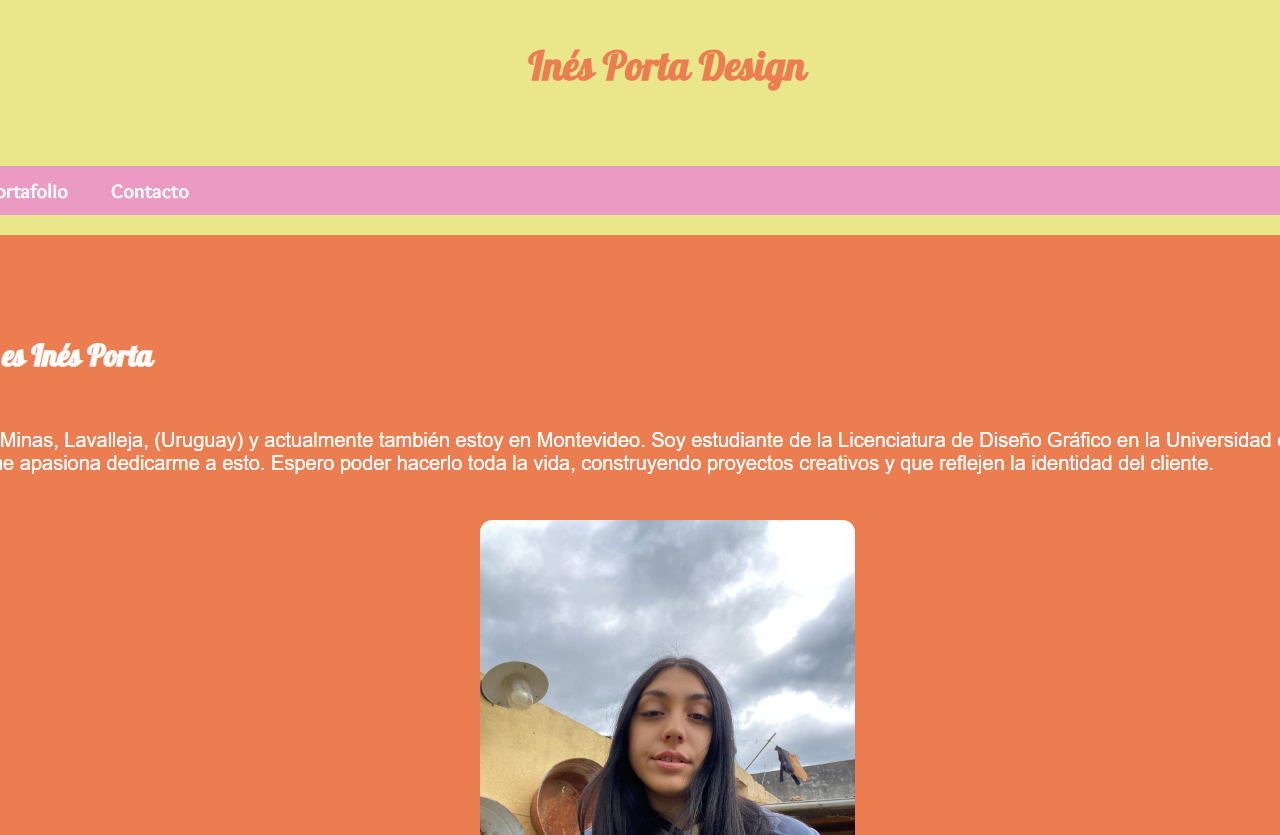 Inés Porta Design
ortafolio Contacto
es Inés Porta
Minas, Lavalleja, (Uruguay) y actualmente también estoy en Montevideo. Soy estudiante de la Licenciatura de Diseño Gráfico en la Universidad
me apasiona dedicarme a esto. Espero poder hacerlo toda la vida, construyendo proyectos creativos y que reflejen la identidad del cliente.